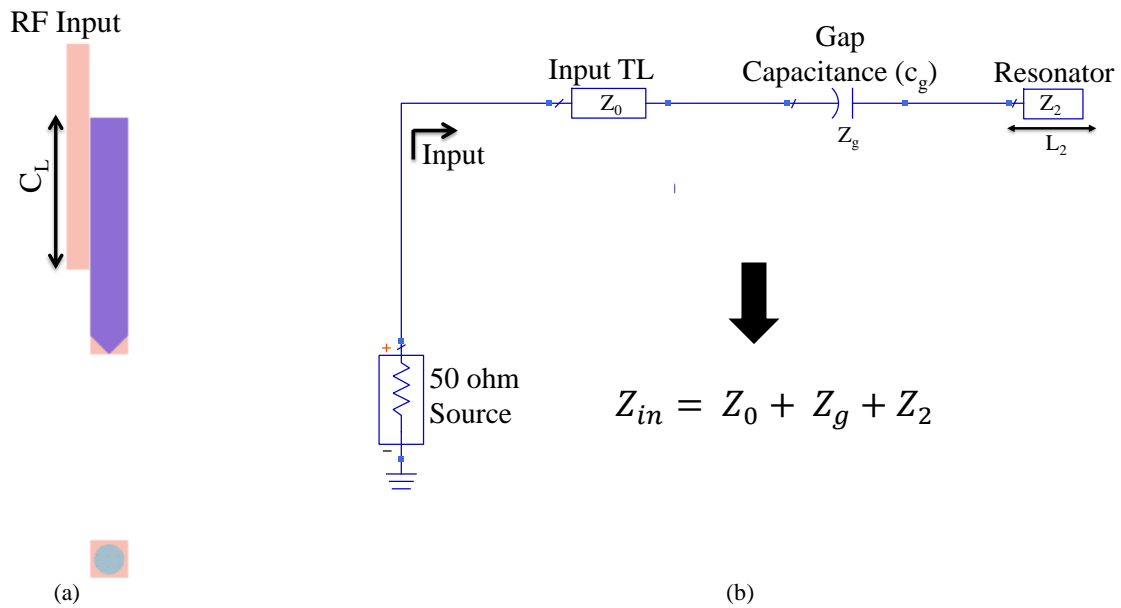 RF Input
C_L
(a)
Gap
Capacitance (c_g)
Input TL
Resonator
Z_0
Z_g
Z_2
L_2
Input
+
50 ohm
Source
−
Z_in = Z_0 + Z_g + Z_2
(b)